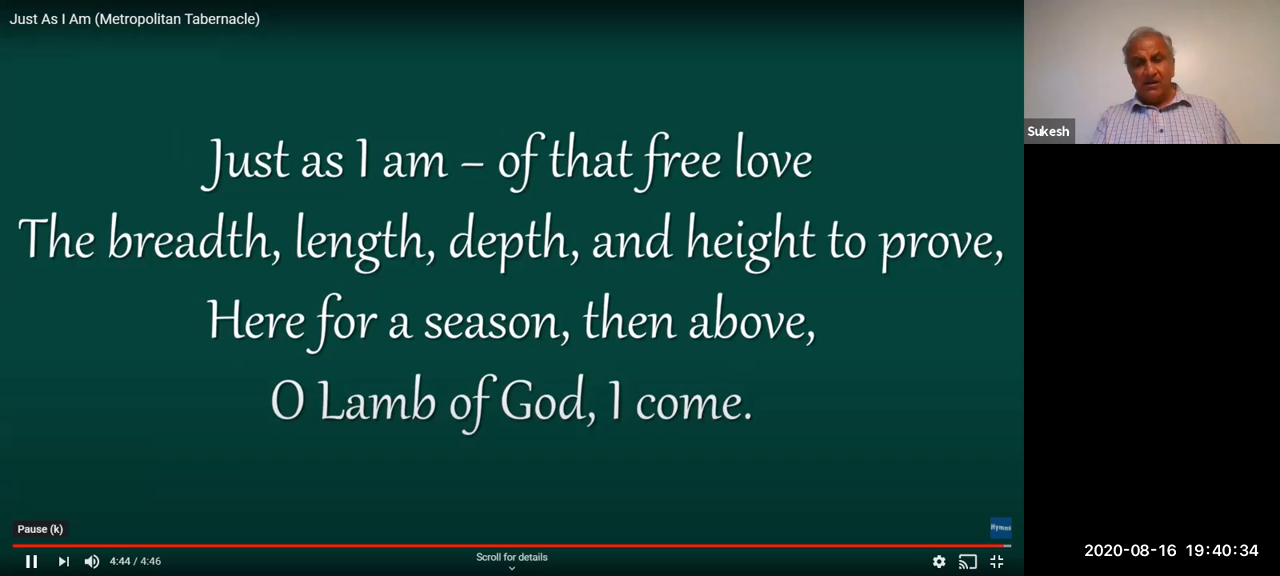 Just As I Am (Metropolitan Tabernacle)
Sukesh
Just as I am – of that free love
The breadth, length, depth, and height to prove,
Here for a season, then above,
O Lamb of God, I come.
Pause (k)
Hymns
4:44 / 4:46
Scroll for details
2020-08-16 19:40:34